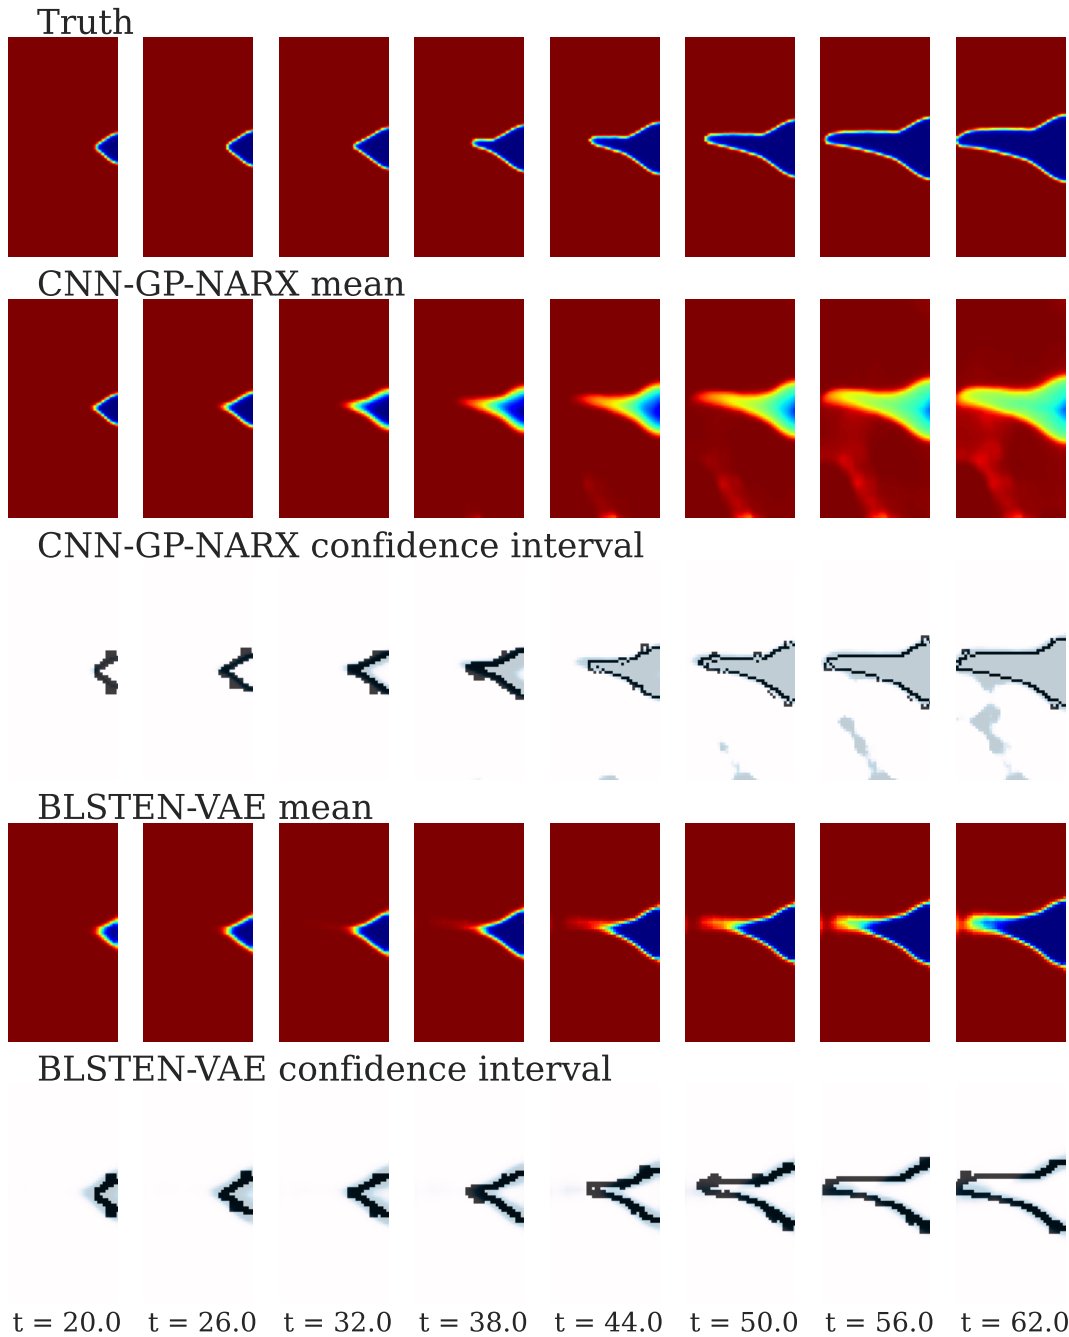 Truth
CNN-GP-NARX mean
CNN-GP-NARX confidence interval
BLSTEN-VAE mean
BLSTEN-VAE confidence interval
t = 20.0 t = 26.0 t = 32.0 t = 38.0 t = 44.0 t = 50.0 t = 56.0 t = 62.0